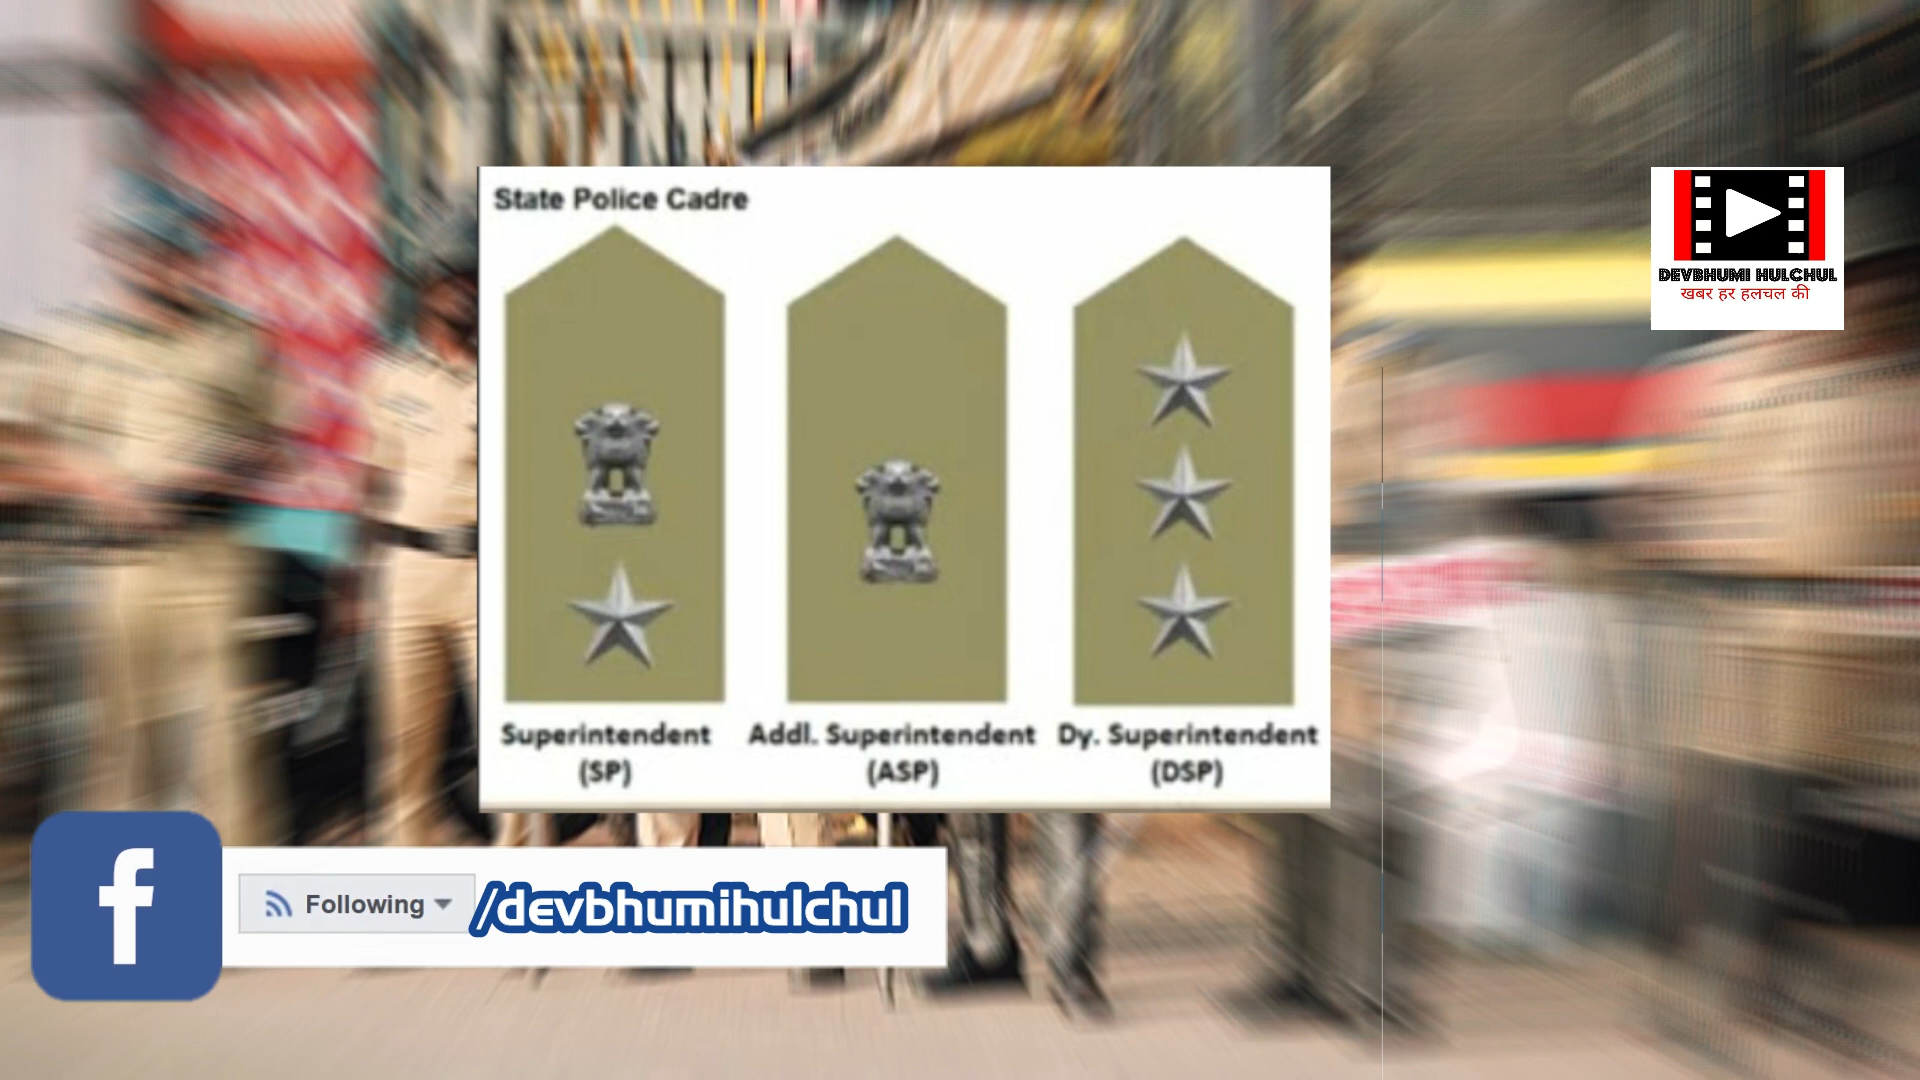 State Police Cadre
Superintendent
(SP)
Addl. Superintendent
(ASP)
Dy. Superintendent
(DSP)
DEVBHUMI HULCHUL
खबर हर हलचल की
f
Following
/devbhumihulchul